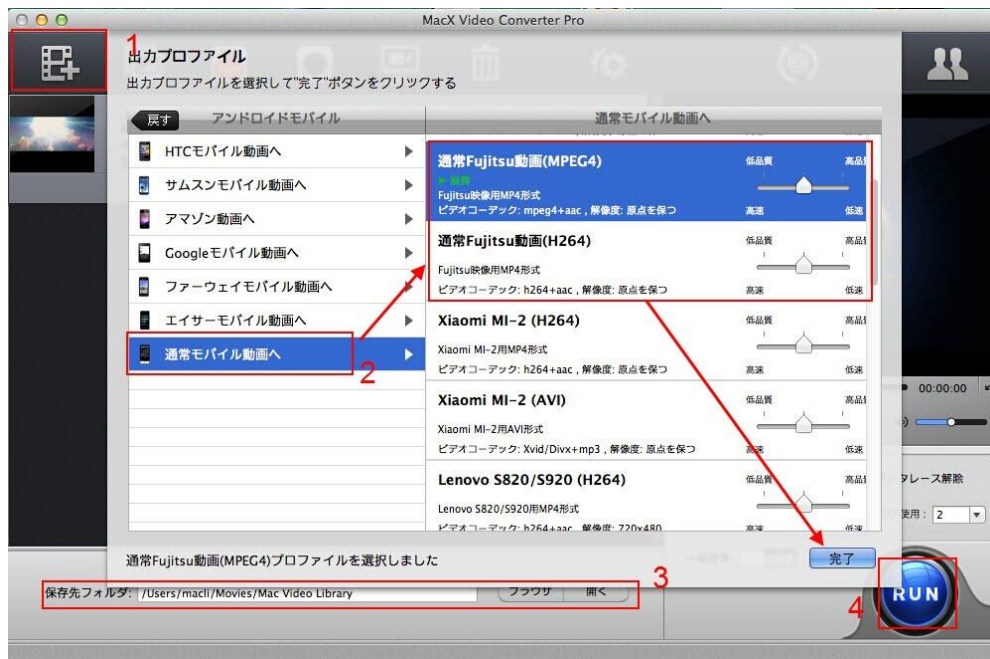 MacX Video Converter Pro
1
出力プロファイル
出力プロファイルを選択して"完了"ボタンをクリックする
戻す
アンドロイドモバイル
通常モバイル動画へ
HTCモバイル動画へ
サムスンモバイル動画へ
アマゾン動画へ
Googleモバイル動画へ
ファーウェイモバイル動画へ
エイサーモバイル動画へ
通常モバイル動画へ
2
通常Fujitsu動画(MPEG4)
低品質 高品
Fujitsu映像用MP4形式
ビデオコーデック: mpeg4+aac , 解像度: 原点を保つ
高速 低速
通常Fujitsu動画(H264)
低品質 高品
Fujitsu映像用MP4形式
ビデオコーデック: h264+aac , 解像度: 原点を保つ
高速 低速
Xiaomi MI-2 (H264)
低品質 高品
Xiaomi MI-2用MP4形式
ビデオコーデック: h264+aac , 解像度: 原点を保つ
高速 低速
Xiaomi MI-2 (AVI)
低品質 高品
Xiaomi MI-2用AVI形式
ビデオコーデック: Xvid/Divx+mp3 , 解像度: 原点を保つ
高速 低速
Lenovo S820/S920 (H264)
低品質 高品
Lenovo S820/S920用MP4形式
ビデオコーデック: h264+aac , 解像度: 720x480
高速 低速
00:00:00
タレース解除
使用: 2
通常Fujitsu動画(MPEG4)プロファイルを選択しました
完了
3
保存先フォルダ: /Users/macli/Movies/Mac Video Library
ブラウザ 開く
4
RUN